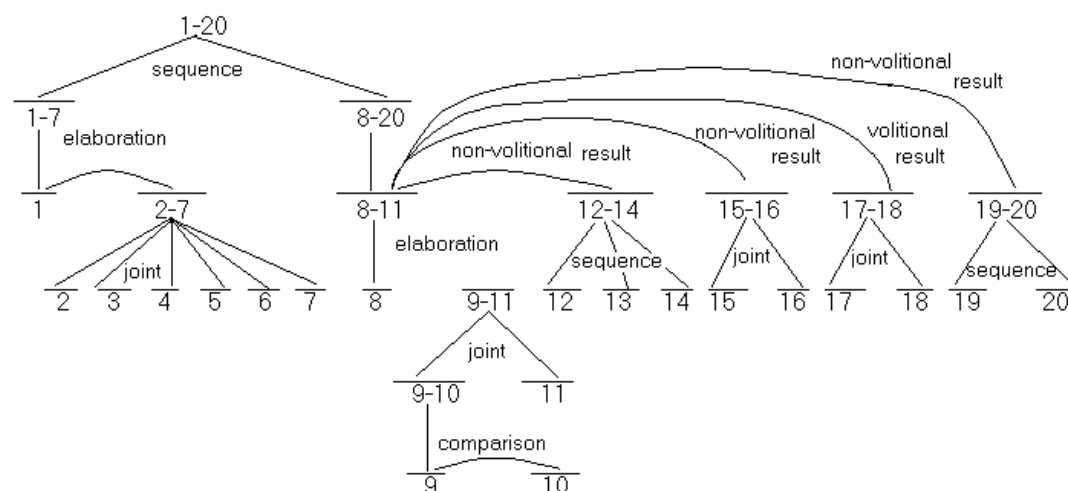 1-20
sequence
non-volitional
result
1-7
8-20
elaboration
non-volitional result
non-volitional
result
volitional
result
1
2-7
8-11
12-14
15-16
17-18
19-20
joint
elaboration
sequence
joint
joint
sequence
2 3 4 5 6 7 8 9-11 12 13 14 15 16 17 18 19 20
joint
9-10
11
comparison
9
10